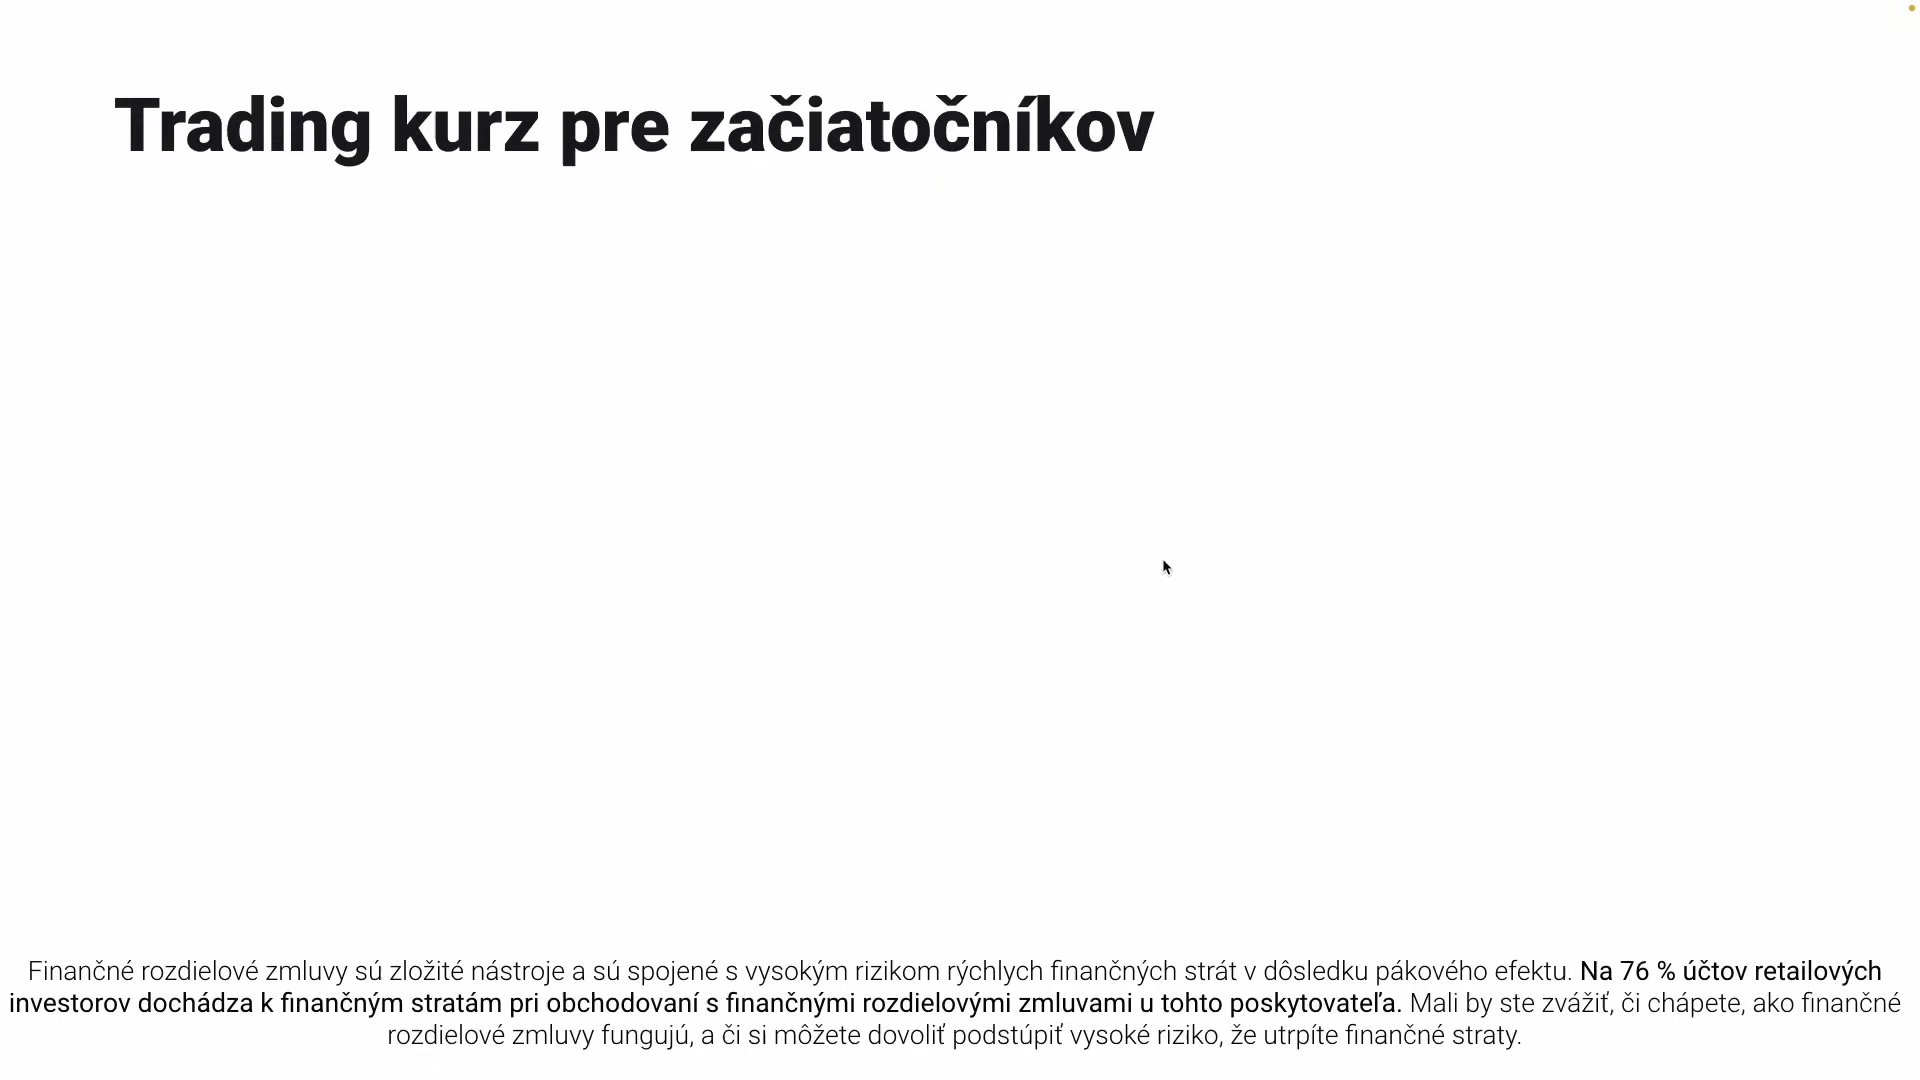 Trading kurz pre začiatočníkov
Finančné rozdielové zmluvy sú zložité nástroje a sú spojené s vysokým rizikom rýchlych finančných strát v dôsledku pákového efektu. Na 76 % účtov retailových
investorov dochádza k finančným stratám pri obchodovaní s finančnými rozdielovými zmluvami u tohto poskytovateľa. Mali by ste zvážiť, či chápete, ako finančné
rozdielové zmluvy fungujú, a či si môžete dovoliť podstúpiť vysoké riziko, že utrpíte finančné straty.